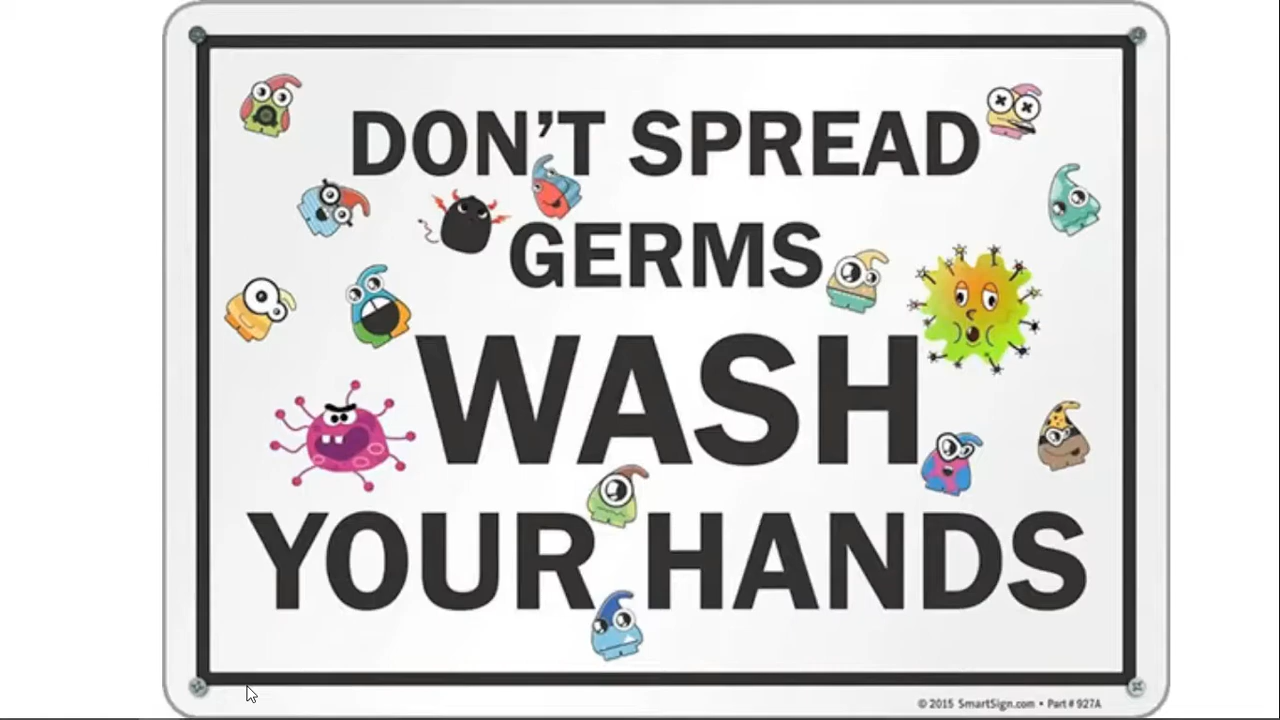 DON'T SPREAD
GERMS
WASH
YOUR HANDS
© 2015 SmartSign.com • Part # 927A